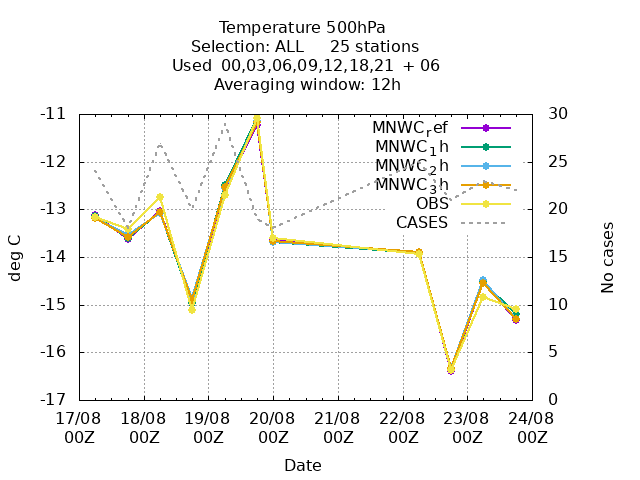 Temperature 500hPa
Selection: ALL     25 stations
Used  00,03,06,09,12,18,21  + 06
Averaging window: 12h
-11
-12
-13
-14
-15
-16
-17
30
25
20
15
10
5
0
deg C
No cases
MNWC_ref
MNWC_1h
MNWC_2h
MNWC_3h
OBS
CASES
17/08 18/08 19/08 20/08 21/08 22/08 23/08 24/08
00Z 00Z 00Z 00Z 00Z 00Z 00Z 00Z
Date